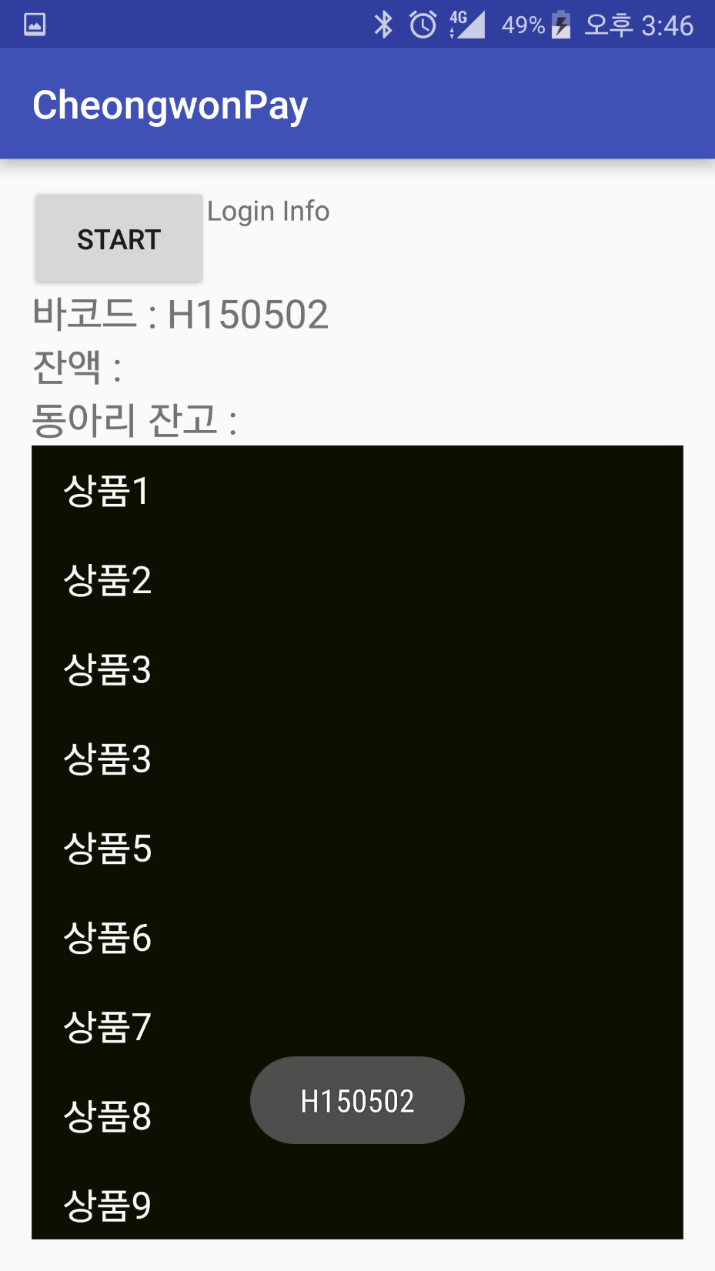 4G 49% 오후 3:46
CheongwonPay
START Login Info
바코드 : H150502
잔액 :
동아리 잔고 :
상품1
상품2
상품3
상품3
상품5
상품6
상품7
H150502
상품8
상품9